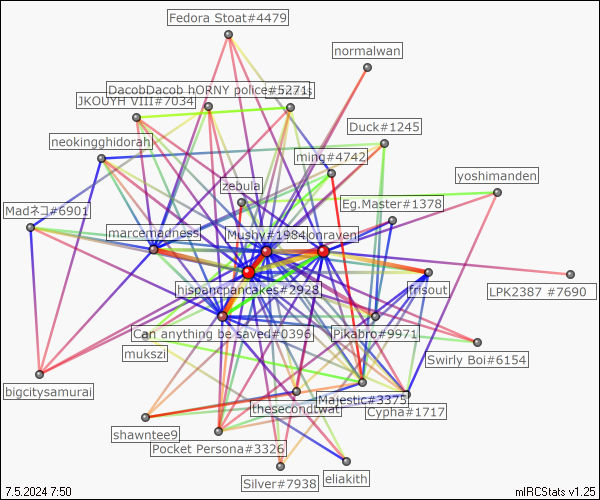 Fedora Stoat#4479
normalwan
DacobDacob hORNY police#5271
JKOUYH VIII#7034
Duck#1245
neokingghidorah
ming#4742
yoshimanden
zebula
Eg.Master#1378
Madネコ#6901
marcemadness
Mushy#1984
ionraven
hispancpancakes#2928
frisout
LPK2387 #7690
Can anything be saved#0396
Pikabro#9971
mukszi
Swirly Boi#6154
bigcitysamurai
Majestic#3375
thesecondtwat
Cypha#1717
shawntee9
Pocket Persona#3326
Silver#7938
eliakith
7.5.2024 7:50
mIRCStats v1.25